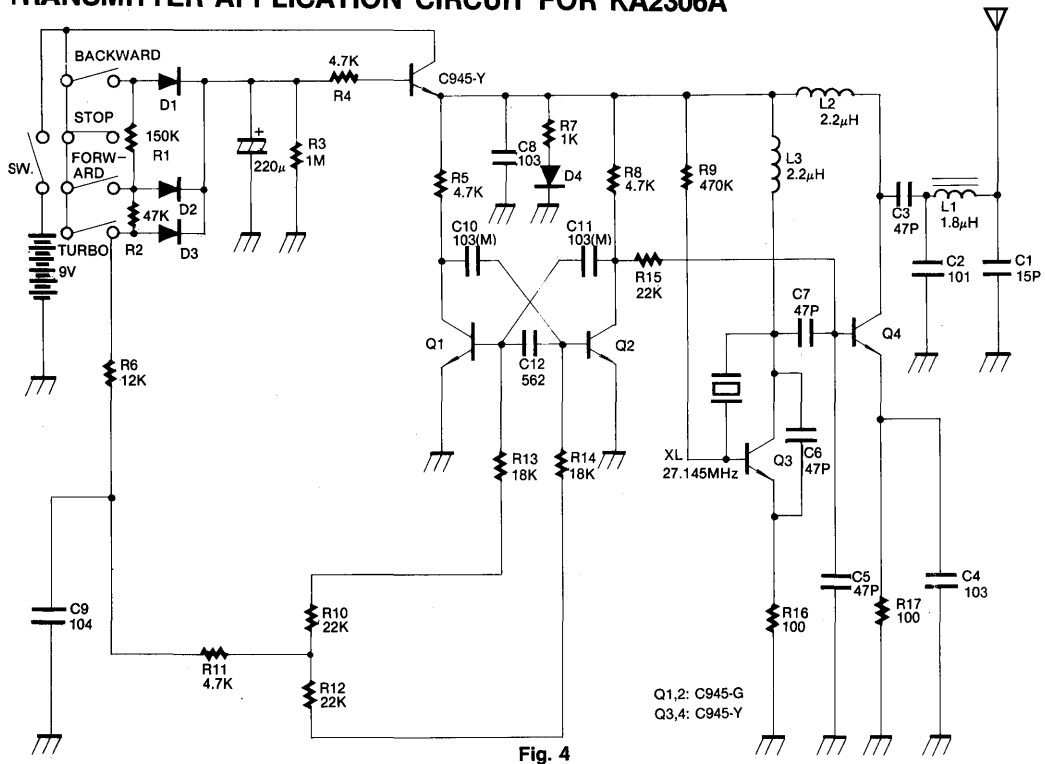 TRANSMITTER APPLICATION CIRCUIT FOR KA2306A
BACKWARD
D1
STOP
150K
R1
SW.
FORW-
ARD
D2
47K
TURBO
R2
D3
9V
220µ
+
R3
1M
4.7K
R4
C945-Y
R5
4.7K
C8
103
R7
1K
D4
R8
4.7K
R9
470K
L3
2.2µH
L2
2.2µH
C3
47P
L1
1.8µH
C2
101
C1
15P
C10
103(M)
C11
103(M)
R15
22K
C7
47P
Q4
Q1
C12
562
Q2
R6
12K
R13
18K
R14
18K
XL
27.145MHz
Q3
C6
47P
C9
104
R10
22K
R11
4.7K
R12
22K
R16
100
C5
47P
R17
100
C4
103
Q1,2: C945-G
Q3,4: C945-Y
Fig. 4